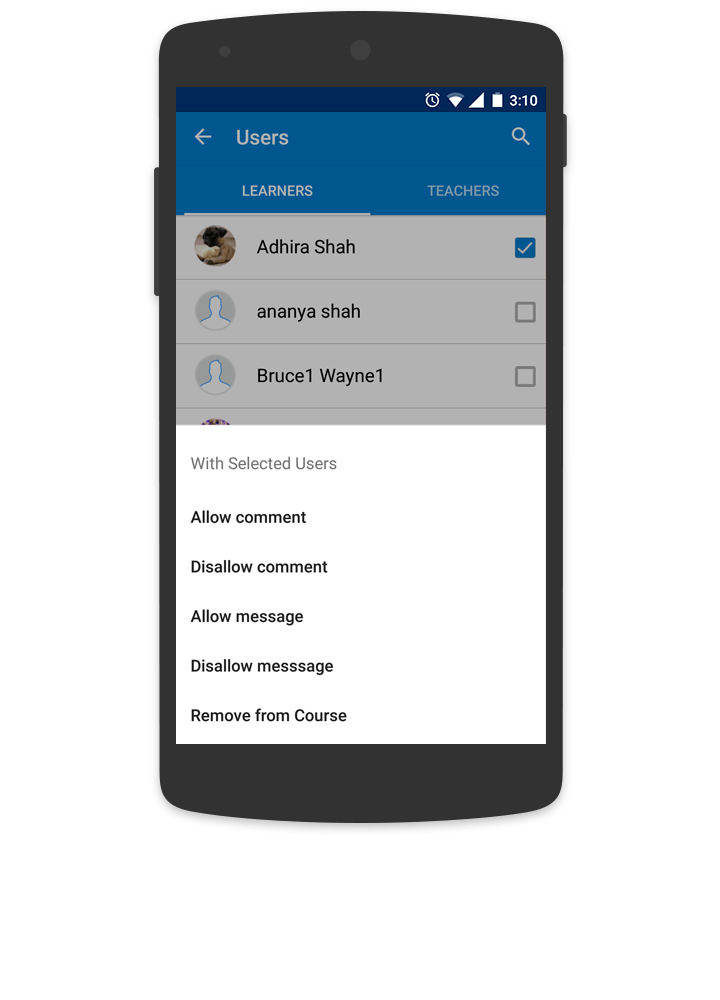 3:10
Users
LEARNERS TEACHERS
Adhira Shah
ananya shah
Bruce1 Wayne1
With Selected Users
Allow comment
Disallow comment
Allow message
Disallow messsage
Remove from Course